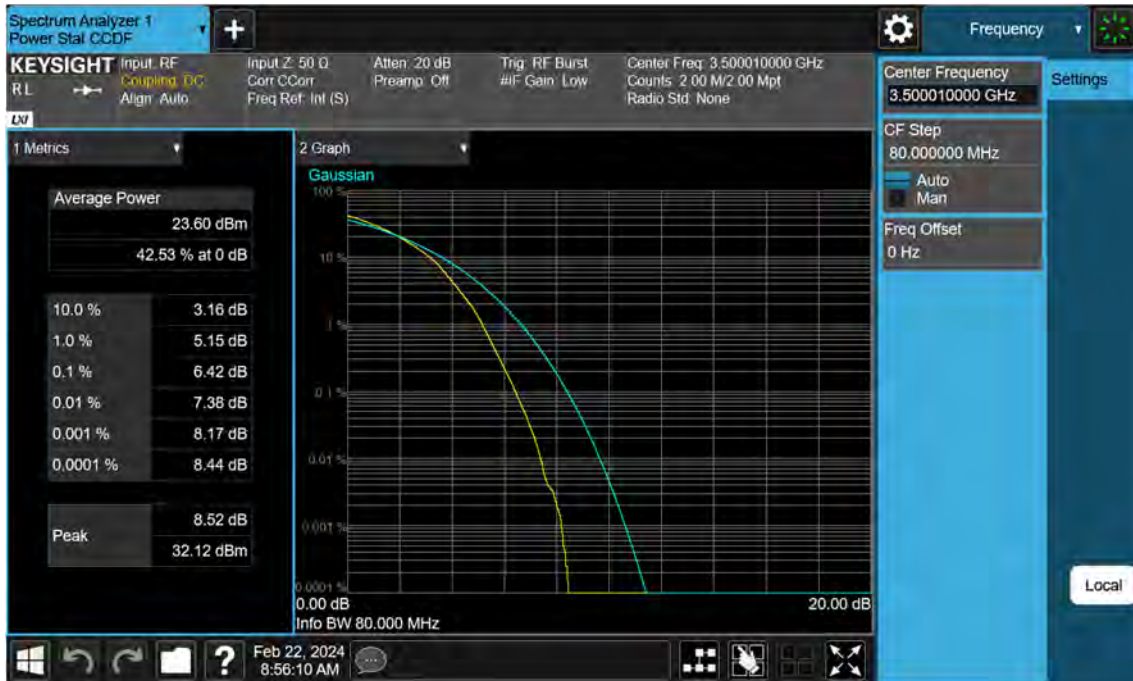 Spectrum Analyzer 1
Power Stat CCDF
+
Frequency
KEYSIGHT
RL
LXI
Input: RF
Coupling: DC
Align: Auto
Input Z: 50 Ω
Corr CCorr
Freq Ref: Int (S)
Atten: 20 dB
Preamp: Off
Trig: RF Burst
#IF Gain: Low
Center Freq: 3.500010000 GHz
Counts: 2.00 M/2.00 Mpt
Radio Std: None
Center Frequency
3.500010000 GHz
Settings
CF Step
80.000000 MHz
Auto
Man
Freq Offset
0 Hz
Local
1 Metrics
Average Power
23.60 dBm
42.53 % at 0 dB
10.0 % 3.16 dB
1.0 % 5.15 dB
0.1 % 6.42 dB
0.01 % 7.38 dB
0.001 % 8.17 dB
0.0001 % 8.44 dB
Peak
8.52 dB
32.12 dBm
2 Graph
Gaussian
100 %
10 %
1 %
0.1 %
0.01 %
0.001 %
0.0001 %
0.00 dB 20.00 dB
Info BW 80.000 MHz
?
Feb 22, 2024
8:56:10 AM